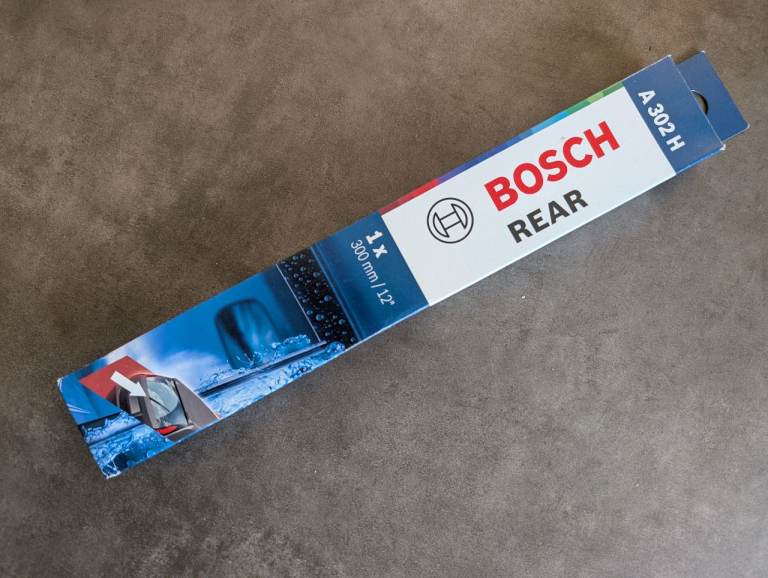 A 302 H
BOSCH
REAR
1 x
300 mm / 12"